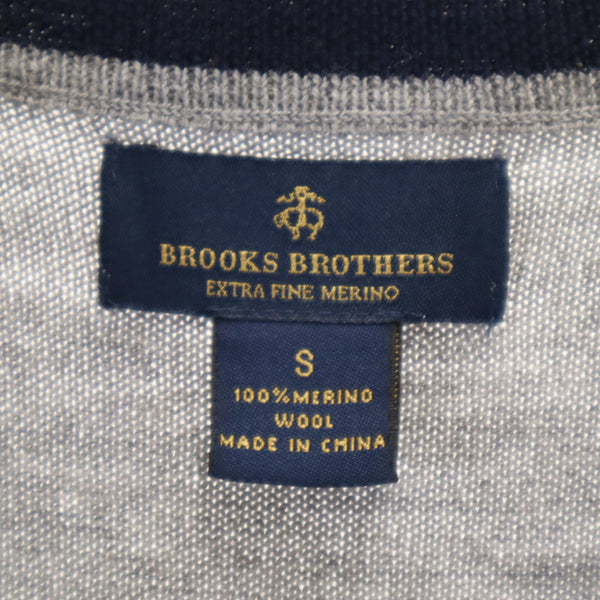 BROOKS BROTHERS
EXTRA FINE MERINO
S
100% MERINO
WOOL
MADE IN CHINA